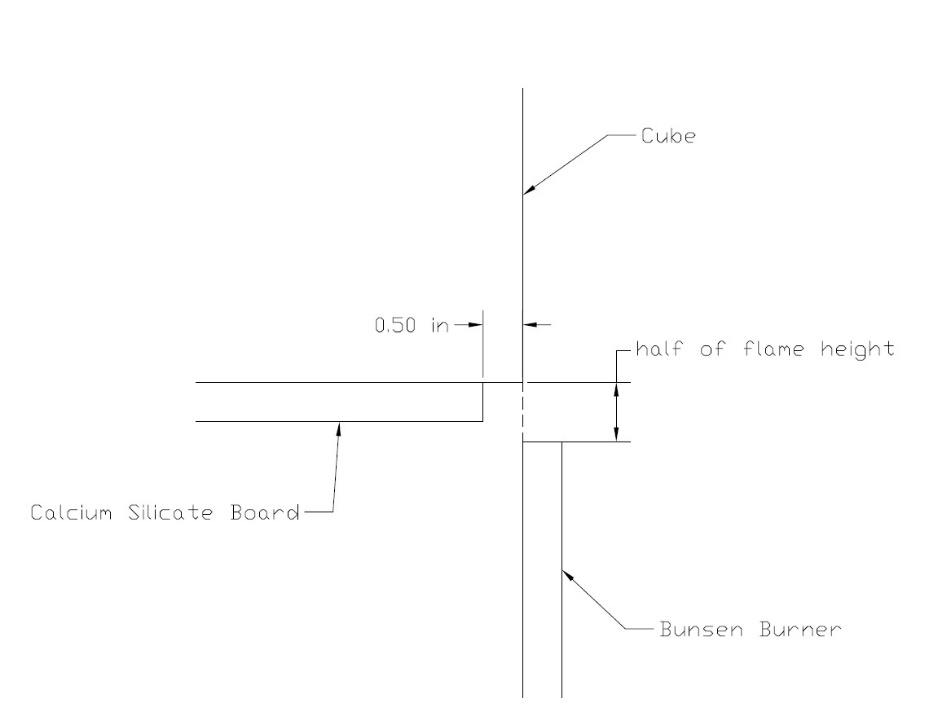 Cube
0.50 in
half of flame height
Calcium Silicate Board
Bunsen Burner